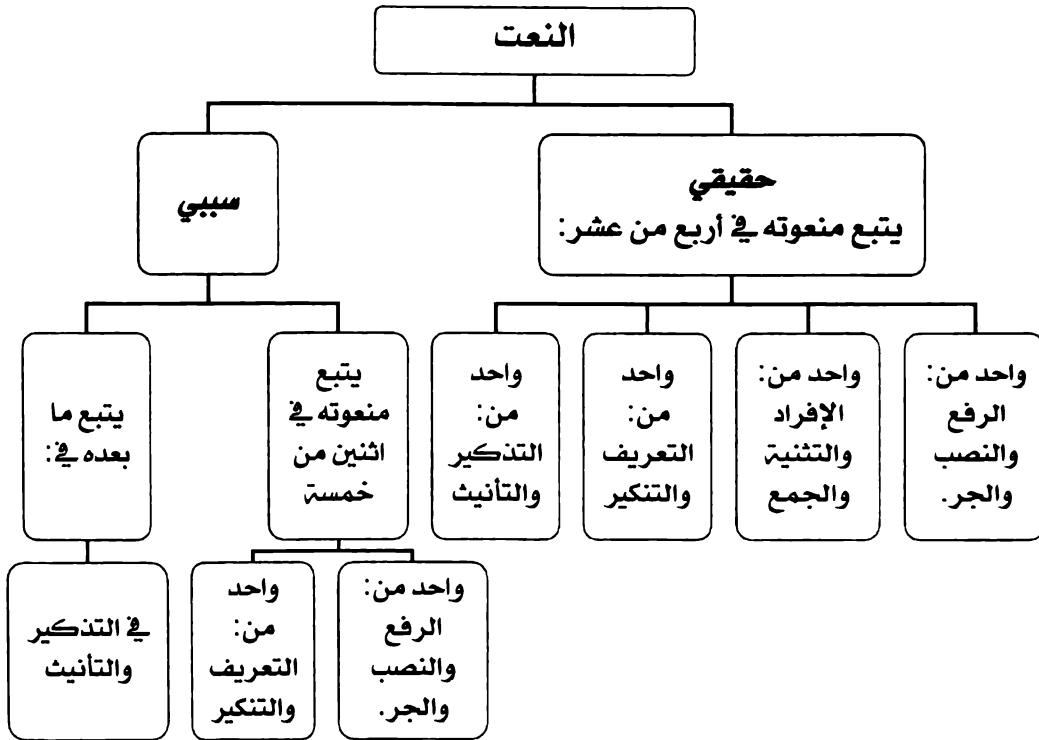 النعت
حقيقي
يتبع منعوته في أربع من عشر:
واحد من:
الرفع
والنصب
والجر.
واحد من:
الإفراد
والتثنية
والجمع
واحد
من:
التعريف
والتنكير
واحد
من:
التذكير
والتأنيث
سببي
يتبع
منعوته في
اثنين من
خمسة
واحد من:
الرفع
والنصب
والجر.
واحد
من:
التعريف
والتنكير
يتبع ما
بعده في:
في التذكير
والتأنيث